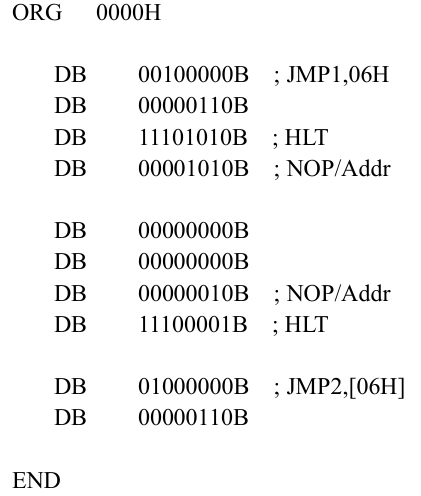 ORG 0000H
DB 00100000B ; JMP1,06H
DB 00000110B
DB 11101010B ; HLT
DB 00001010B ; NOP/Addr
DB 00000000B
DB 00000000B
DB 00000010B ; NOP/Addr
DB 11100001B ; HLT
DB 01000000B ; JMP2,[06H]
DB 00000110B
END